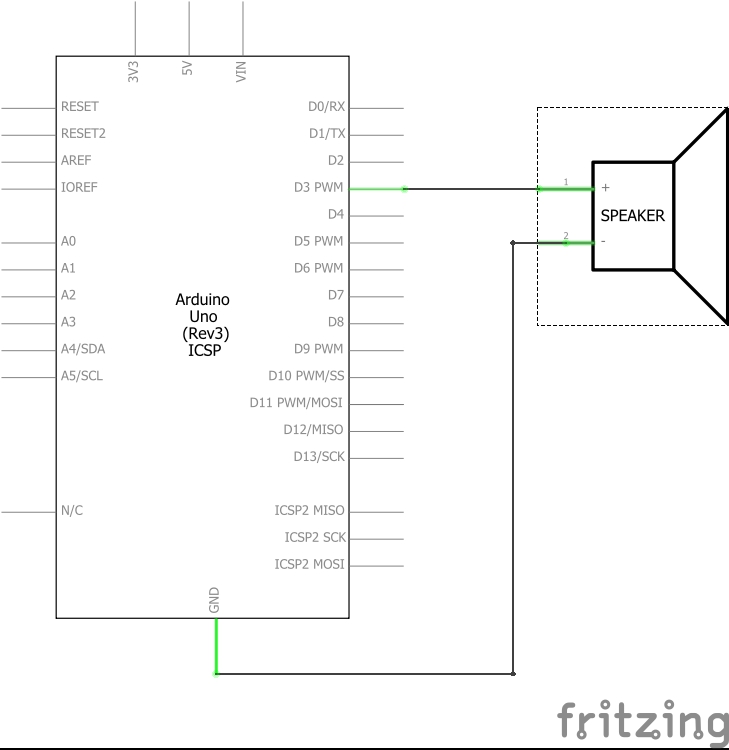 3V3
5V
VIN
RESET
RESET2
AREF
IOREF
A0
A1
A2
A3
A4/SDA
A5/SCL
N/C
Arduino
Uno
(Rev3)
ICSP
D0/RX
D1/TX
D2
D3 PWM
D4
D5 PWM
D6 PWM
D7
D8
D9 PWM
D10 PWM/SS
D11 PWM/MOSI
D12/MISO
D13/SCK
ICSP2 MISO
ICSP2 SCK
ICSP2 MOSI
GND
1
+
SPEAKER
2
-
fritzing